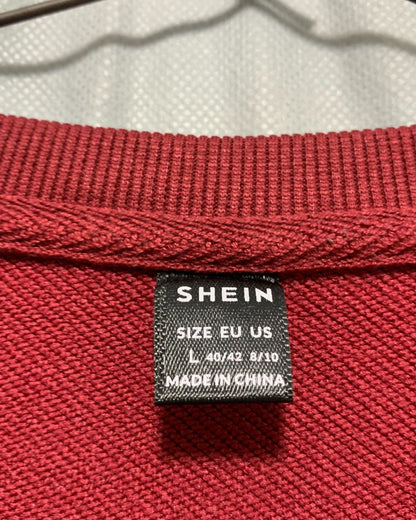 SHEIN
SIZE EU US
L 40/42 8/10
MADE IN CHINA